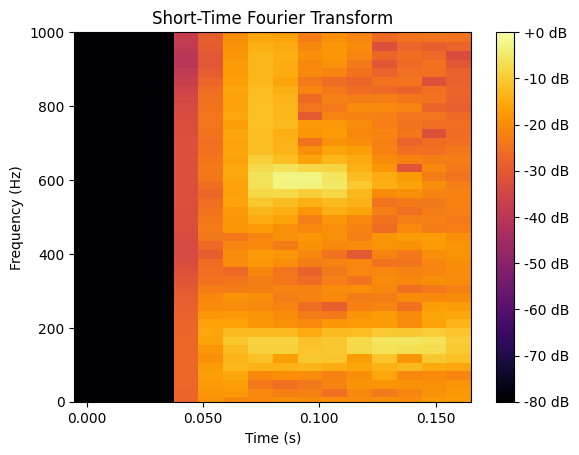 Short-Time Fourier Transform
1000
800
600
400
200
0
Frequency (Hz)
0.000
0.050
0.100
0.150
Time (s)
+0 dB
-10 dB
-20 dB
-30 dB
-40 dB
-50 dB
-60 dB
-70 dB
-80 dB